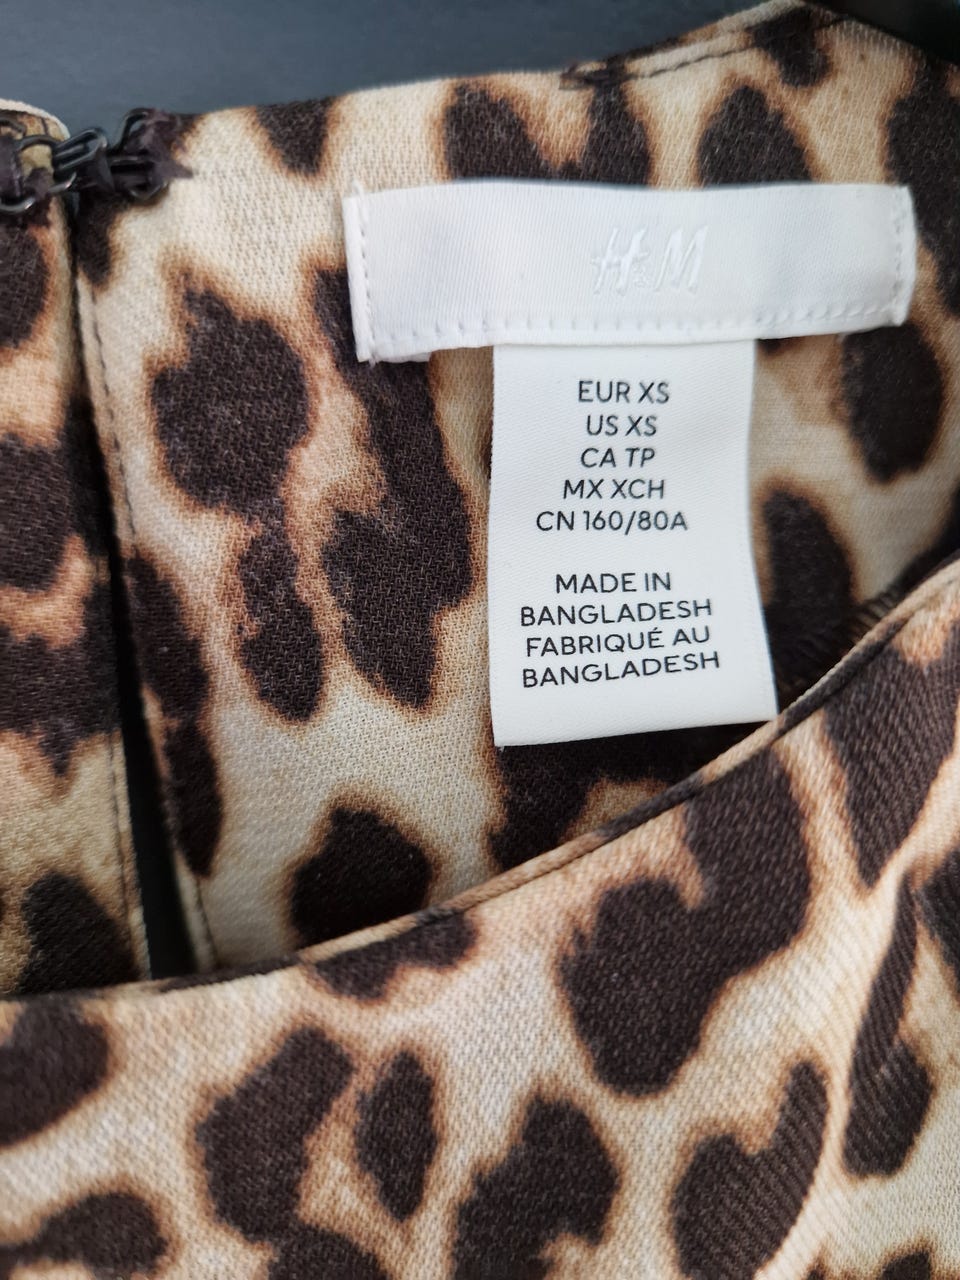 H&M
EUR XS
US XS
CA TP
MX XCH
CN 160/80A
MADE IN
BANGLADESH
FABRIQUÉ AU
BANGLADESH